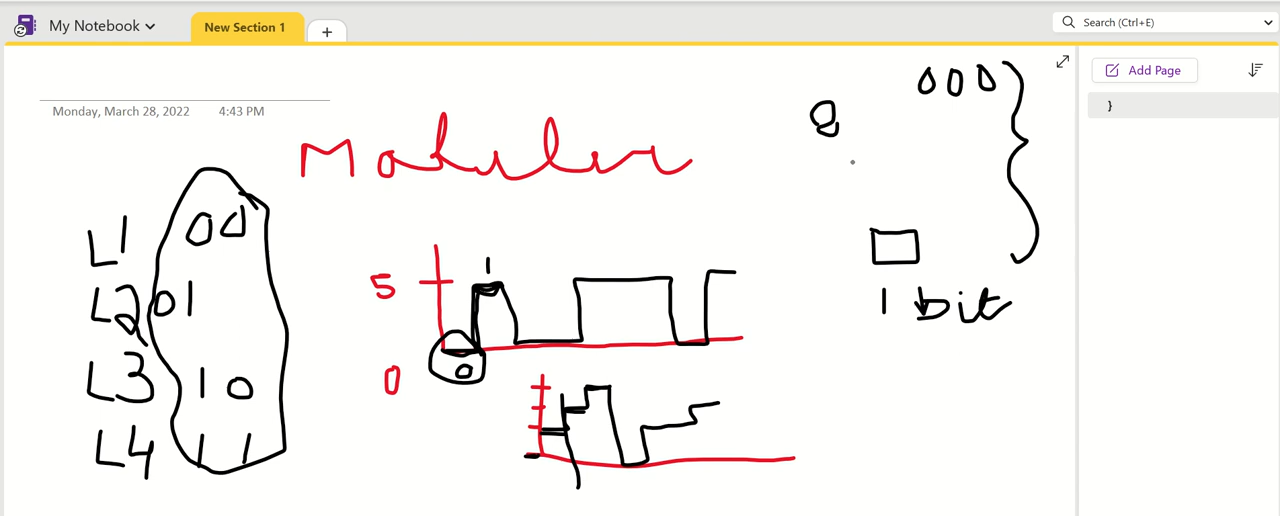 My Notebook
New Section 1
+
Search (Ctrl+E)
Add Page
}
Monday, March 28, 2022 4:43 PM
000
8
L1 00
L2 01
L3 10
L4 11
5
1
0
0
1 bit